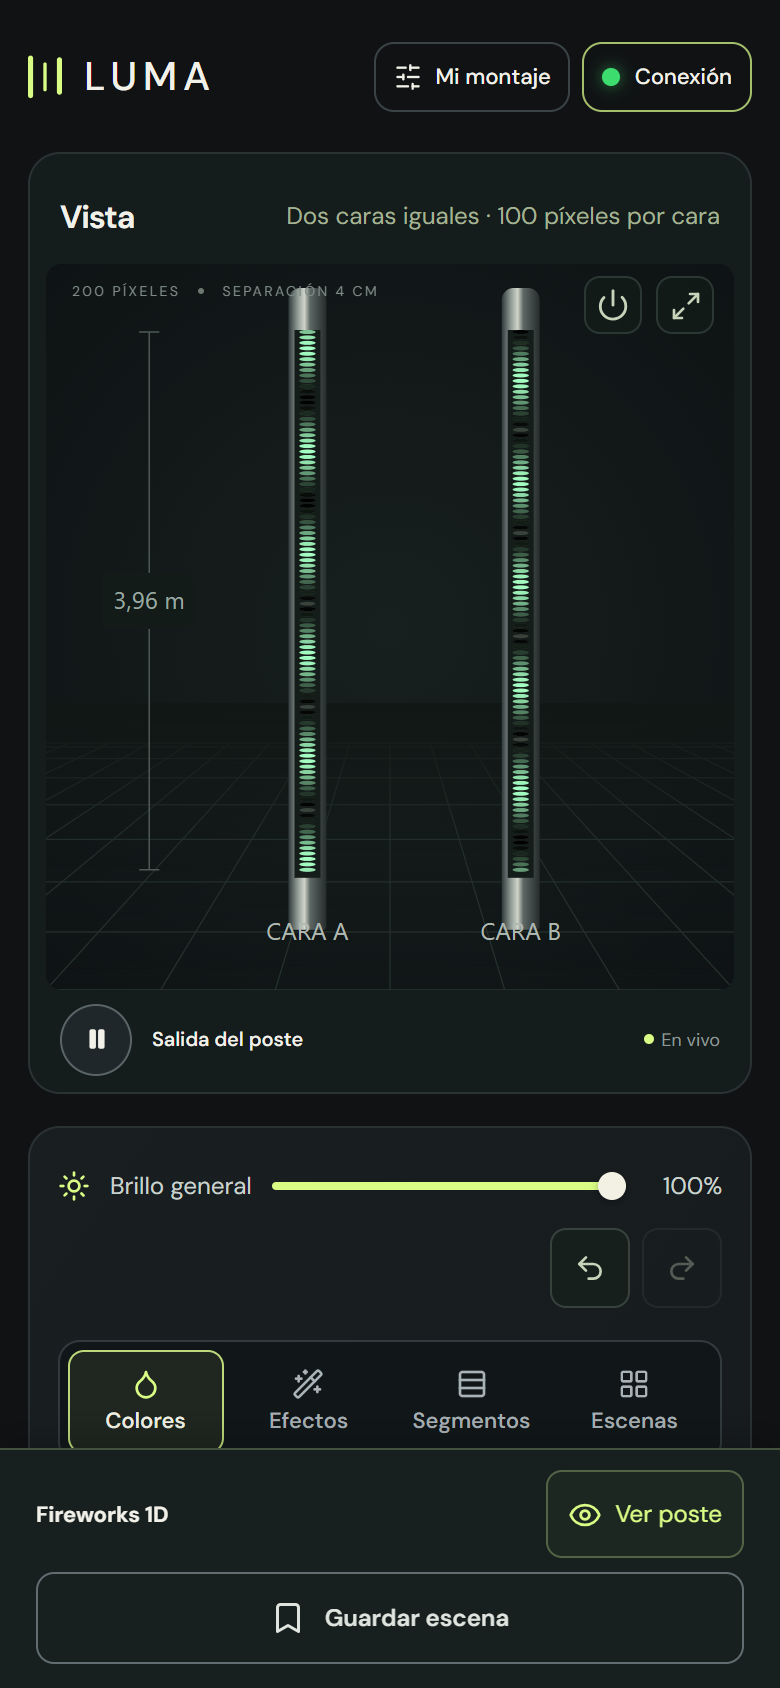 LUMA
Mi montaje
Conexión
Vista
Dos caras iguales · 100 píxeles por cara
200 PÍXELES • SEPARACIÓN 4 CM
3,96 m
CARA A
CARA B
Salida del poste
En vivo
Brillo general
100%
Colores
Efectos
Segmentos
Escenas
Fireworks 1D
Ver poste
Guardar escena